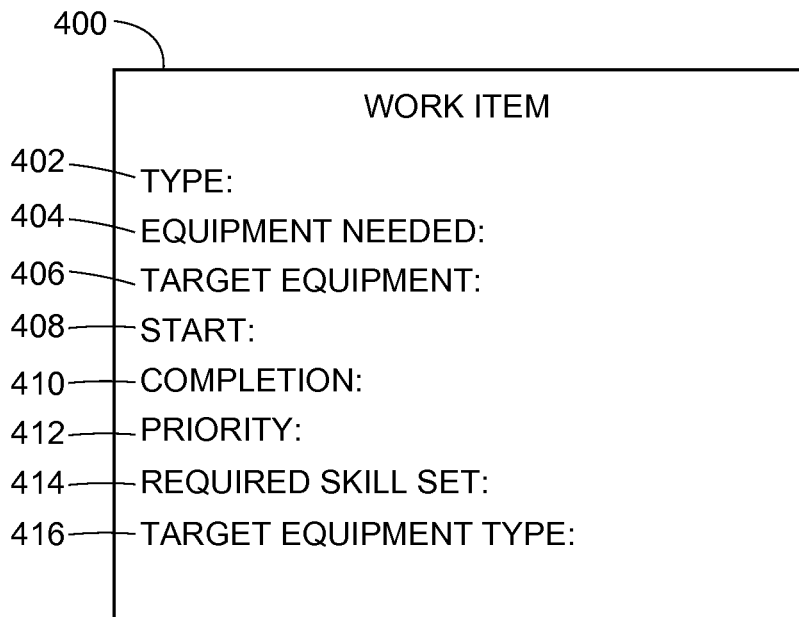 400
WORK ITEM
402 TYPE:
404 EQUIPMENT NEEDED:
406 TARGET EQUIPMENT:
408 START:
410 COMPLETION:
412 PRIORITY:
414 REQUIRED SKILL SET:
416 TARGET EQUIPMENT TYPE: